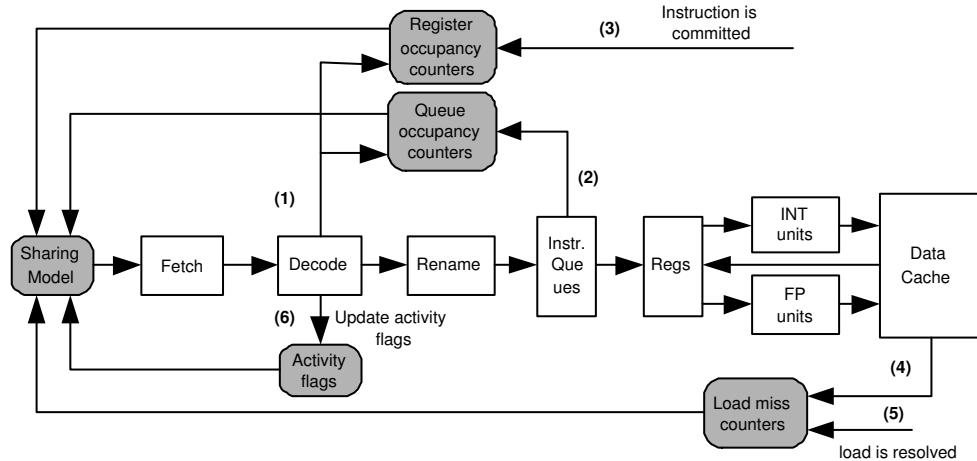 Register
occupancy
counters
(3)
Instruction is
committed
Queue
occupancy
counters
(1)
(2)
Sharing
Model
Fetch
Decode
Rename
Instr.
Que
ues
Regs
INT
units
FP
units
Data
Cache
(6)
Update activity
flags
Activity
flags
(4)
Load miss
counters
(5)
load is resolved